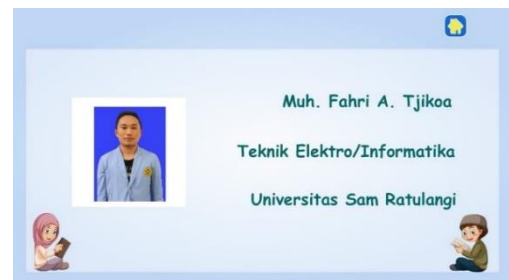 Muh. Fahri A. Tjikoa
Teknik Elektro/Informatika
Universitas Sam Ratulangi